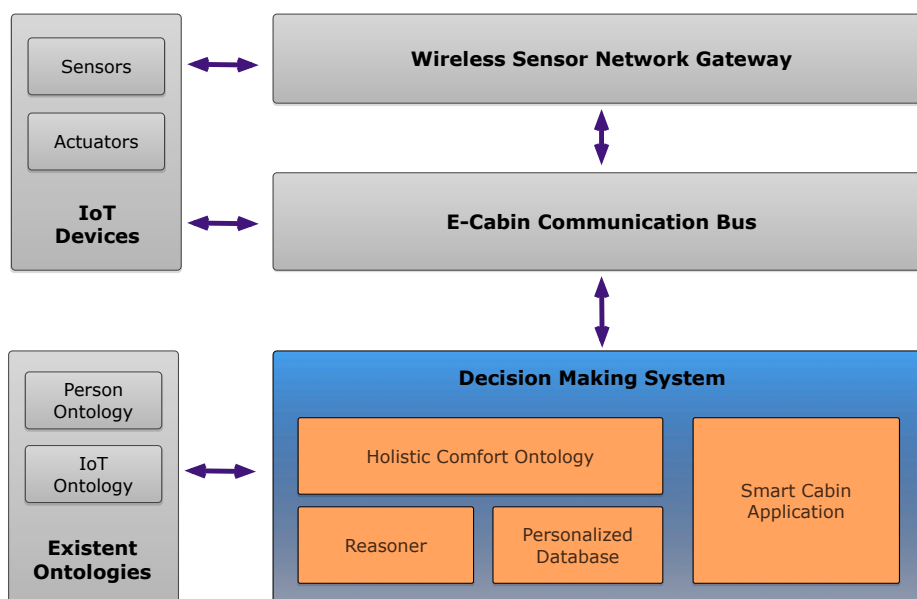 Sensors
Actuators
IoT
Devices
Wireless Sensor Network Gateway
E-Cabin Communication Bus
Person
Ontology
IoT
Ontology
Existent
Ontologies
Decision Making System
Holistic Comfort Ontology
Reasoner
Personalized
Database
Smart Cabin
Application